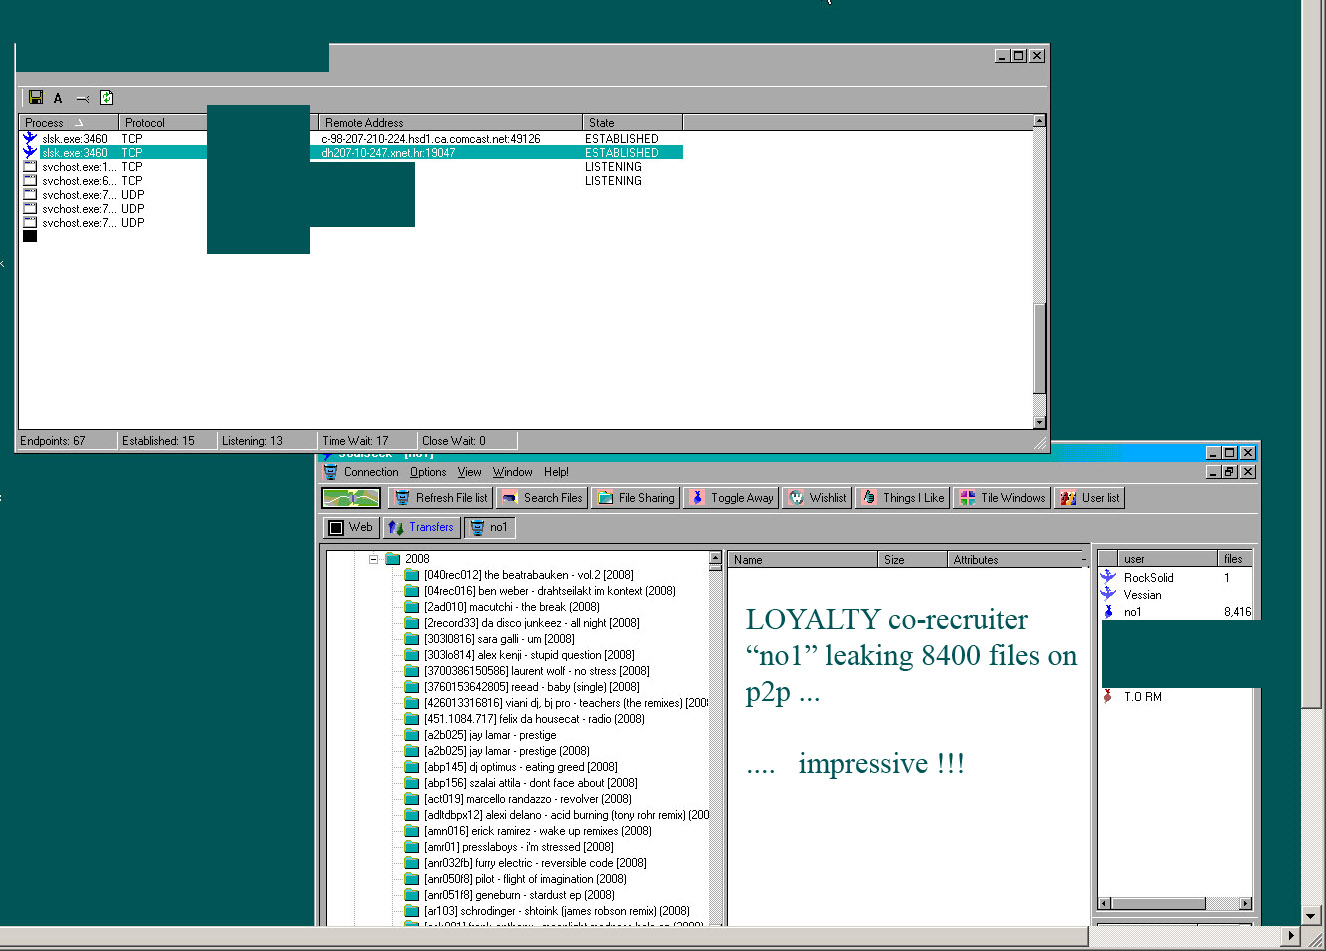 A
Process Protocol Remote Address State
slsk.exe:3460 TCP c-98-207-210-224.hsd1.ca.comcast.net:49126 ESTABLISHED
slsk.exe:3460 TCP dh207-10-247.xnet.hr:19047 ESTABLISHED
svchost.exe:1... TCP LISTENING
svchost.exe:6... TCP LISTENING
svchost.exe:7... UDP
svchost.exe:7... UDP
svchost.exe:7... UDP
Endpoints: 67 Established: 15 Listening: 13 Time Wait: 17 Close Wait: 0
Connection Options View Window Help!
Refresh File list Search Files File Sharing Toggle Away Wishlist Things I Like Tile Windows User list
Web Transfers no1
2008
[040rec012] the beatrabauken - vol.2 [2008]
[04rec016] ben weber - drahtseilakt im kontext (2008)
[2ad010] macutchi - the break (2008)
[2record33] da disco junkeez - all night [2008]
[303l0816] sara galli - um [2008]
[303lo814] alex kenji - stupid question [2008]
[3700386150586] laurent wolf - no stress [2008]
[3760153642805] reead - baby (single) [2008]
[426013316816] viani dj, bj pro - teachers (the remixes) [200
[451.1084.717] felix da housecat - radio (2008)
[a2b025] jay lamar - prestige
[a2b025] jay lamar - prestige (2008)
[abp145] dj optimus - eating greed [2008]
[abp156] szalai attila - dont face about [2008]
[act019] marcello randazzo - revolver (2008)
[adltdbpx12] alexi delano - acid burning (tony rohr remix) (200
[amn016] erick ramirez - wake up remixes (2008)
[amr01] presslaboys - i'm stressed [2008]
[anr032fb] furry electric - reversible code [2008]
[anr050f8] pilot - flight of imagination (2008)
[anr051f8] geneburn - stardust ep (2008)
[ar103] schrodinger - shtoink (james robson remix) (2008)
Name Size Attributes
LOYALTY co-recruiter
“no1” leaking 8400 files on
p2p ...
.... impressive !!!
user files
RockSolid 1
Vessian
no1 8,416
T.O RM